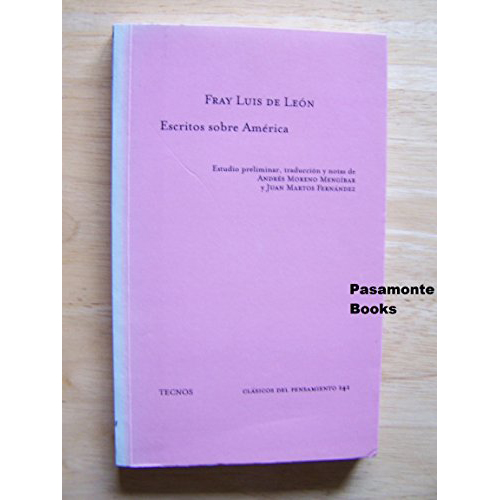 Fray Luis de León
Escritos sobre América
Estudio preliminar, traducción y notas de
Andrés Moreno Mengíbar
y Juan Martos Fernández
Pasamonte
Books
TECNOS
CLÁSICOS DEL PENSAMIENTO 141